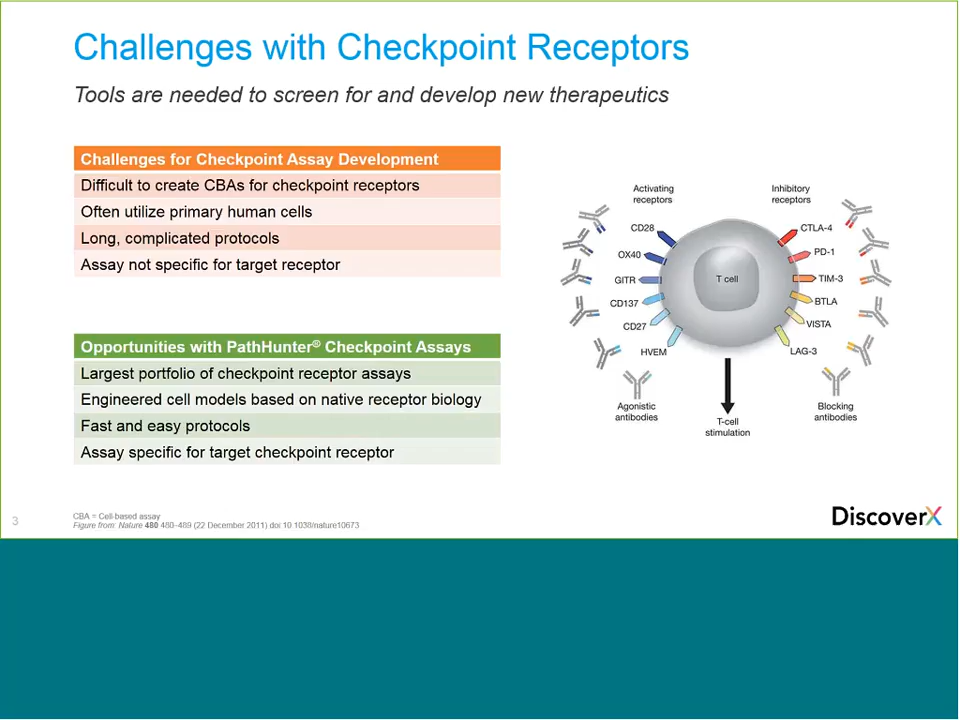 Challenges with Checkpoint Receptors
Tools are needed to screen for and develop new therapeutics
Challenges for Checkpoint Assay Development
Difficult to create CBAs for checkpoint receptors
Often utilize primary human cells
Long, complicated protocols
Assay not specific for target receptor
Opportunities with PathHunter® Checkpoint Assays
Largest portfolio of checkpoint receptor assays
Engineered cell models based on native receptor biology
Fast and easy protocols
Assay specific for target checkpoint receptor
Activating
receptors
Inhibitory
receptors
CD28
OX40
GITR
CD137
CD27
HVEM
T cell
CTLA-4
PD-1
TIM-3
BTLA
VISTA
LAG-3
Agonistic
antibodies
T-cell
stimulation
Blocking
antibodies
3
CBA = Cell-based assay
Figure from: Nature 480 480–489 (22 December 2011) doi 10 1038/nature10673
DiscoverX